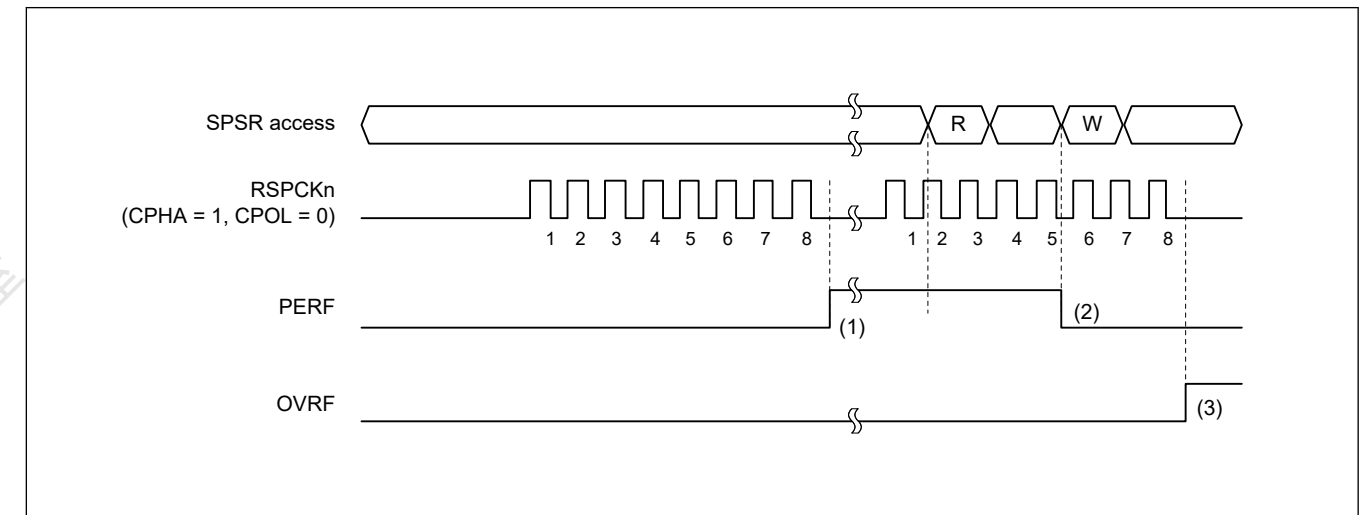 SPSR access
R
W
RSPCKn
(CPHA = 1, CPOL = 0)
1 2 3 4 5 6 7 8 1 2 3 4 5 6 7 8
PERF
(1)
(2)
OVRF
(3)